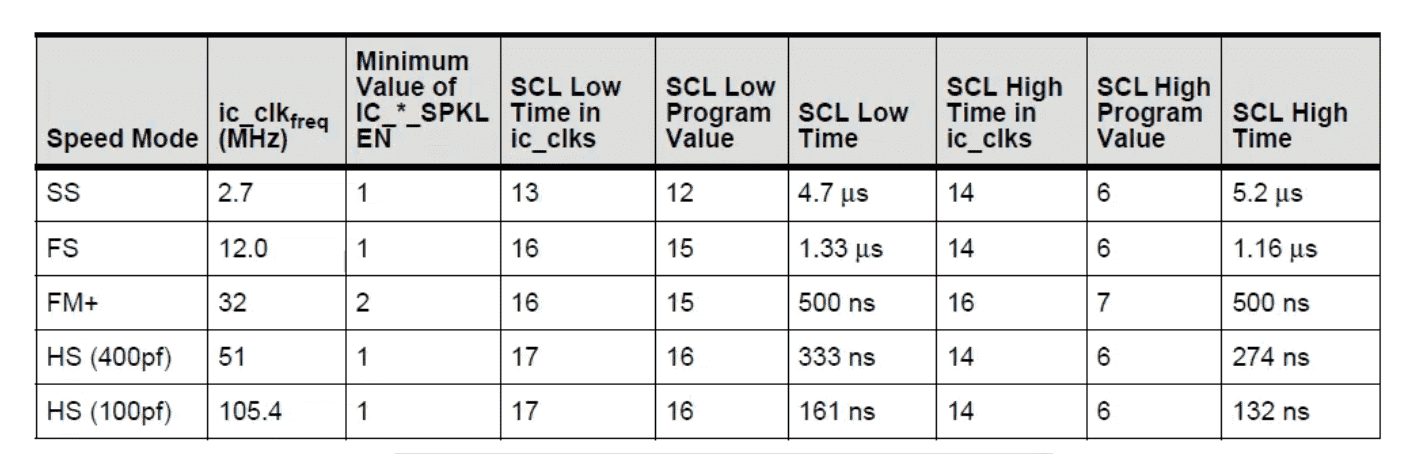 Speed Mode | ic_clkfreq (MHz) | Minimum Value of IC_*_SPKL EN | SCL Low Time in ic_clks | SCL Low Program Value | SCL Low Time | SCL High Time in ic_clks | SCL High Program Value | SCL High Time
SS | 2.7 | 1 | 13 | 12 | 4.7 μs | 14 | 6 | 5.2 μs
FS | 12.0 | 1 | 16 | 15 | 1.33 μs | 14 | 6 | 1.16 μs
FM+ | 32 | 2 | 16 | 15 | 500 ns | 16 | 7 | 500 ns
HS (400pf) | 51 | 1 | 17 | 16 | 333 ns | 14 | 6 | 274 ns
HS (100pf) | 105.4 | 1 | 17 | 16 | 161 ns | 14 | 6 | 132 ns